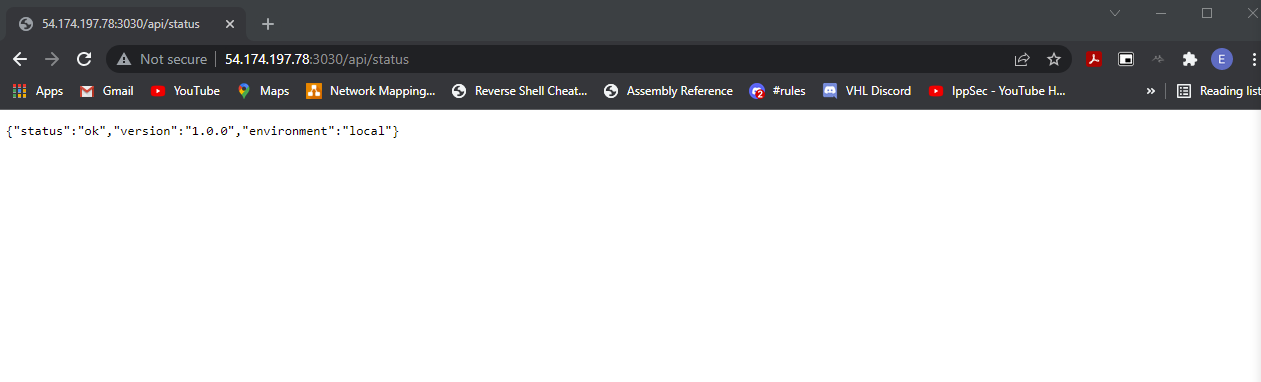 54.174.197.78:3030/api/status
Not secure 54.174.197.78:3030/api/status E
Apps Gmail YouTube Maps Network Mapping... Reverse Shell Cheat... Assembly Reference 2 #rules VHL Discord IppSec - YouTube H... » Reading list
{"status":"ok","version":"1.0.0","environment":"local"}